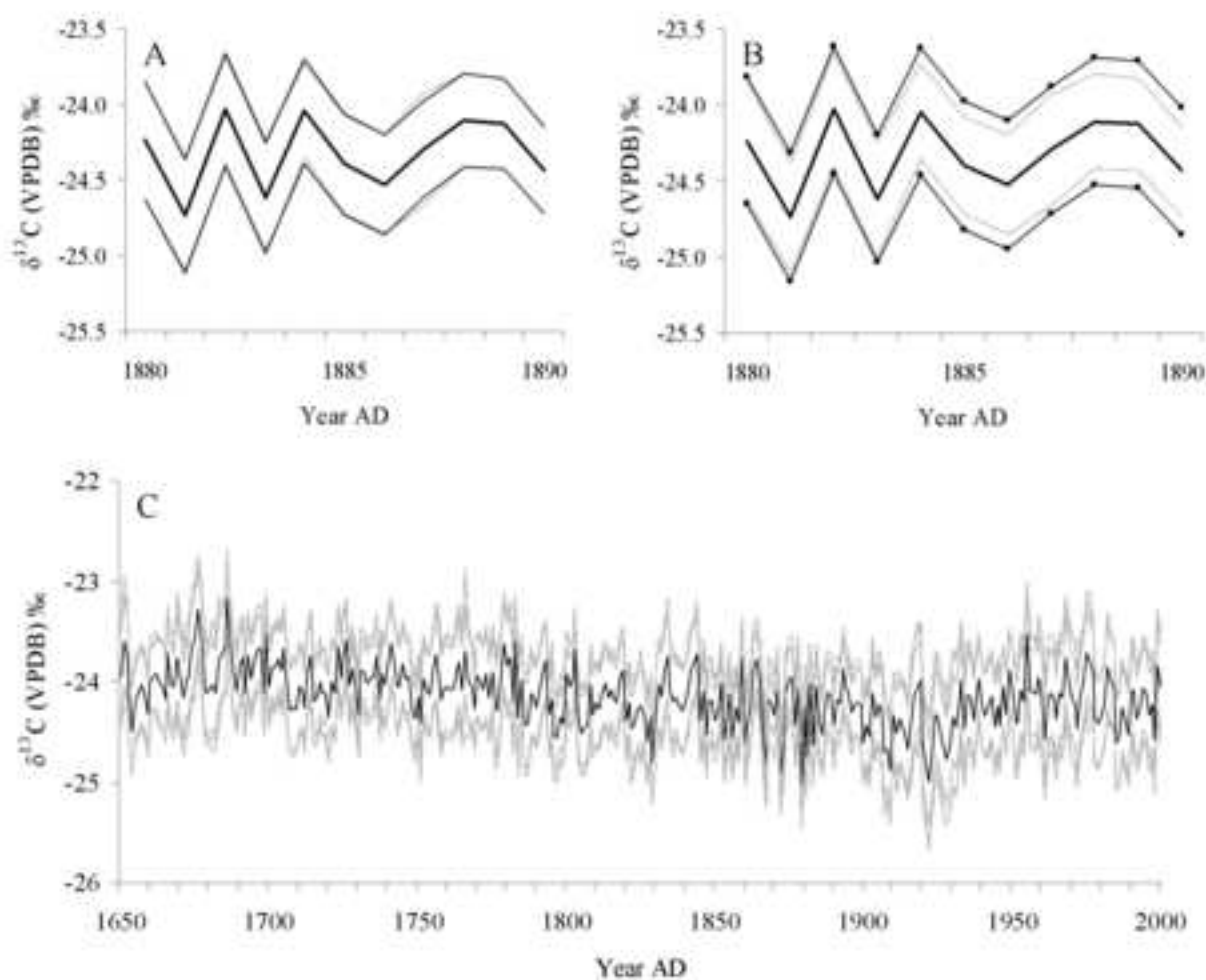 A
-23.5
-24.0
-24.5
-25.0
-25.5
δ¹³C (VPDB) ‰
1880 1885 1890
Year AD
B
-23.5
-24.0
-24.5
-25.0
-25.5
δ¹³C (VPDB) ‰
1880 1885 1890
Year AD
C
-22
-23
-24
-25
-26
δ¹³C (VPDB) ‰
1650 1700 1750 1800 1850 1900 1950 2000
Year AD